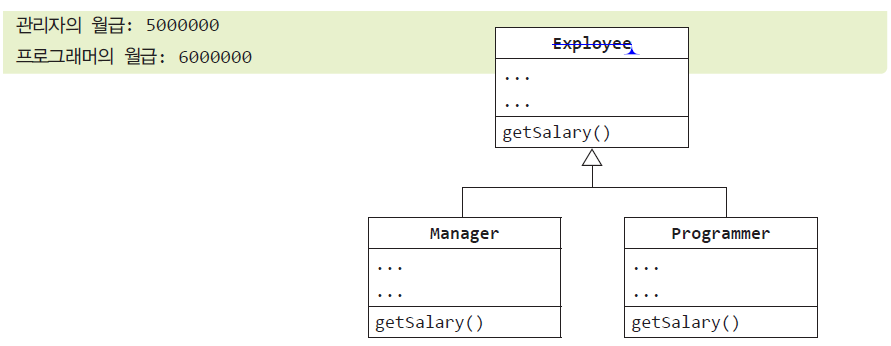 관리자의 월급: 5000000
프로그래머의 월급: 6000000
Exployee
...
...
getSalary()
Manager
...
...
getSalary()
Programmer
...
...
getSalary()